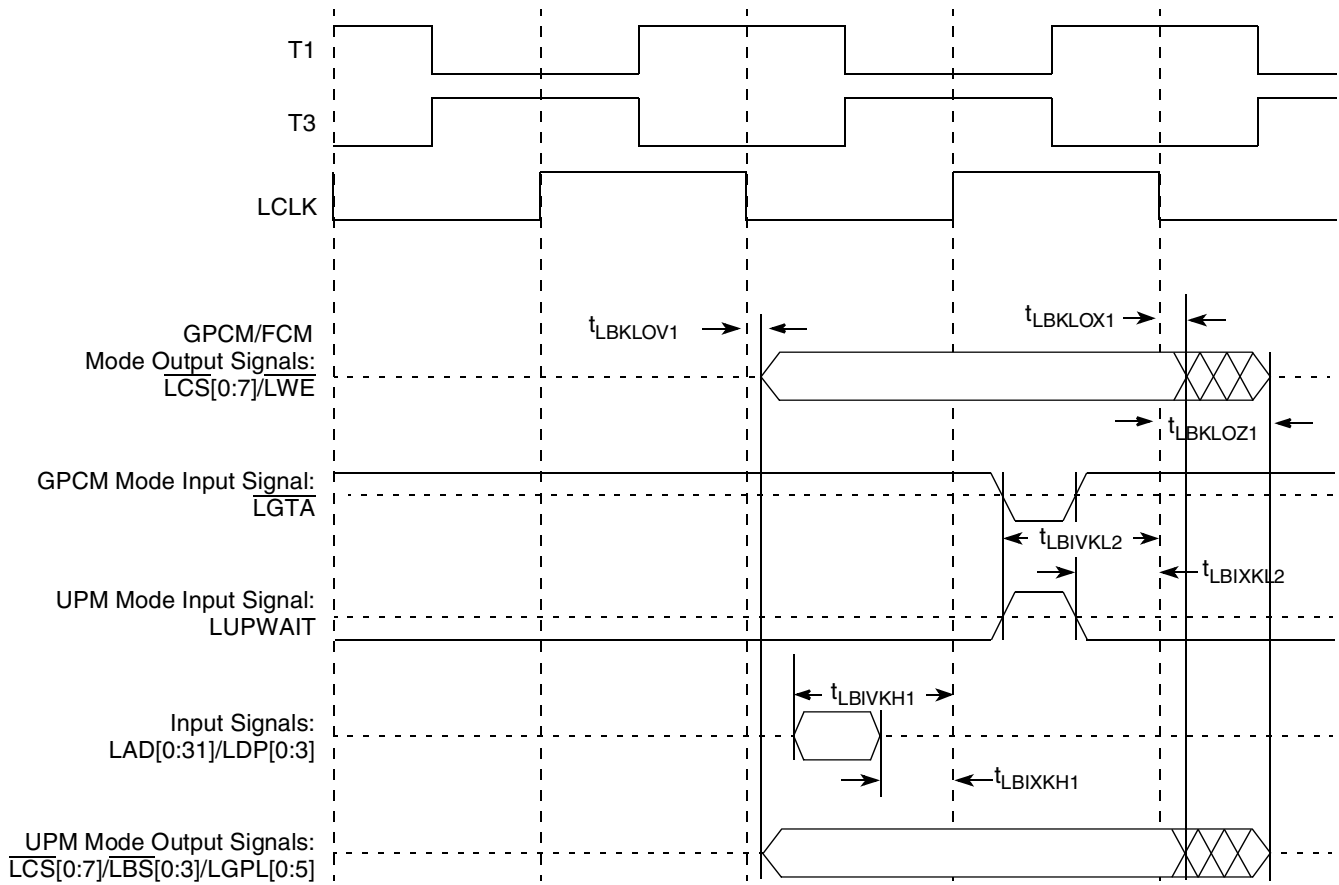 T1
T3
LCLK
GPCM/FCM
Mode Output Signals:
LCS[0:7]/LWE
tLBKLOV1
tLBKLOX1
tLBKLOZ1
GPCM Mode Input Signal:
LGTA
tLBIVKL2
tLBIXKL2
UPM Mode Input Signal:
LUPWAIT
tLBIVKH1
Input Signals:
LAD[0:31]/LDP[0:3]
tLBIXKH1
UPM Mode Output Signals:
LCS[0:7]/LBS[0:3]/LGPL[0:5]